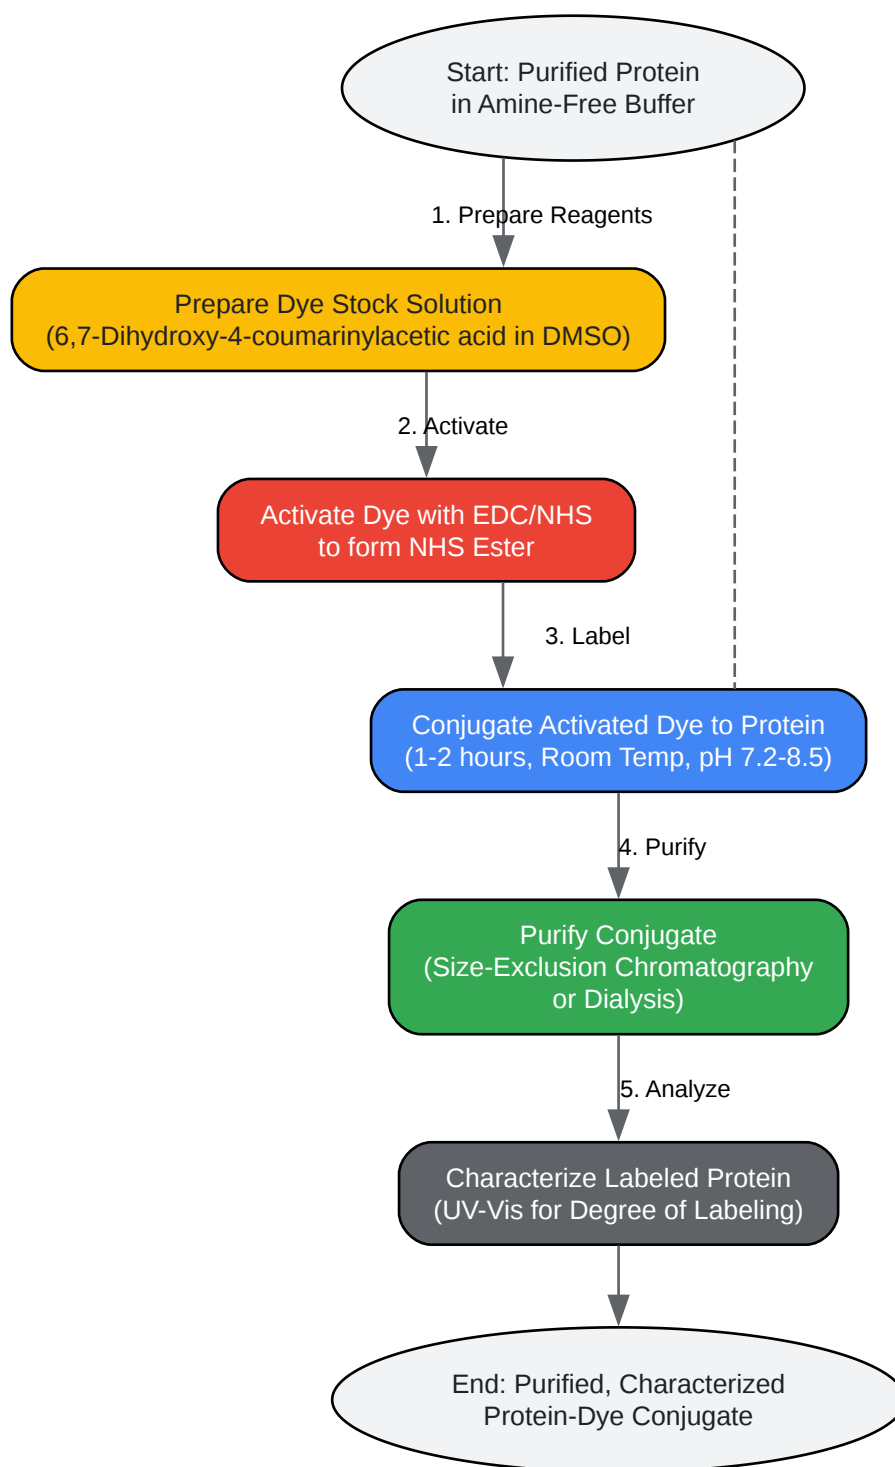 Start: Purified Protein
in Amine-Free Buffer
1. Prepare Reagents
Prepare Dye Stock Solution
(6,7-Dihydroxy-4-coumarinylacetic acid in DMSO)
2. Activate
Activate Dye with EDC/NHS
to form NHS Ester
3. Label
Conjugate Activated Dye to Protein
(1-2 hours, Room Temp, pH 7.2-8.5)
4. Purify
Purify Conjugate
(Size-Exclusion Chromatography
or Dialysis)
5. Analyze
Characterize Labeled Protein
(UV-Vis for Degree of Labeling)
End: Purified, Characterized
Protein-Dye Conjugate